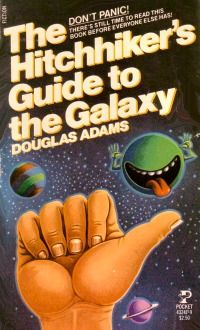 DON'T PANIC!
THERE'S STILL TIME TO READ THIS
BOOK BEFORE EVERYONE ELSE HAS!
The
Hitchhiker's
Guide to
the Galaxy
DOUGLAS ADAMS
POCKET
$2.50